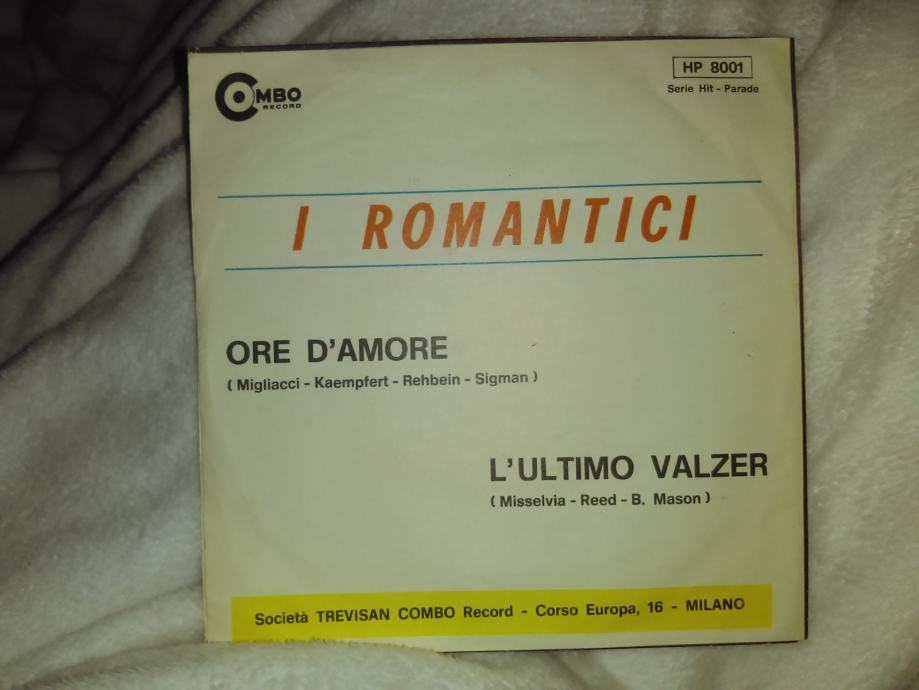 COMBO
RECORD
HP 8001
Serie Hit - Parade
I ROMANTICI
ORE D'AMORE
( Migliacci - Kaempfert - Rehbein - Sigman )
L'ULTIMO VALZER
( Misselvia - Reed - B. Mason )
Società TREVISAN COMBO Record - Corso Europa, 16 - MILANO